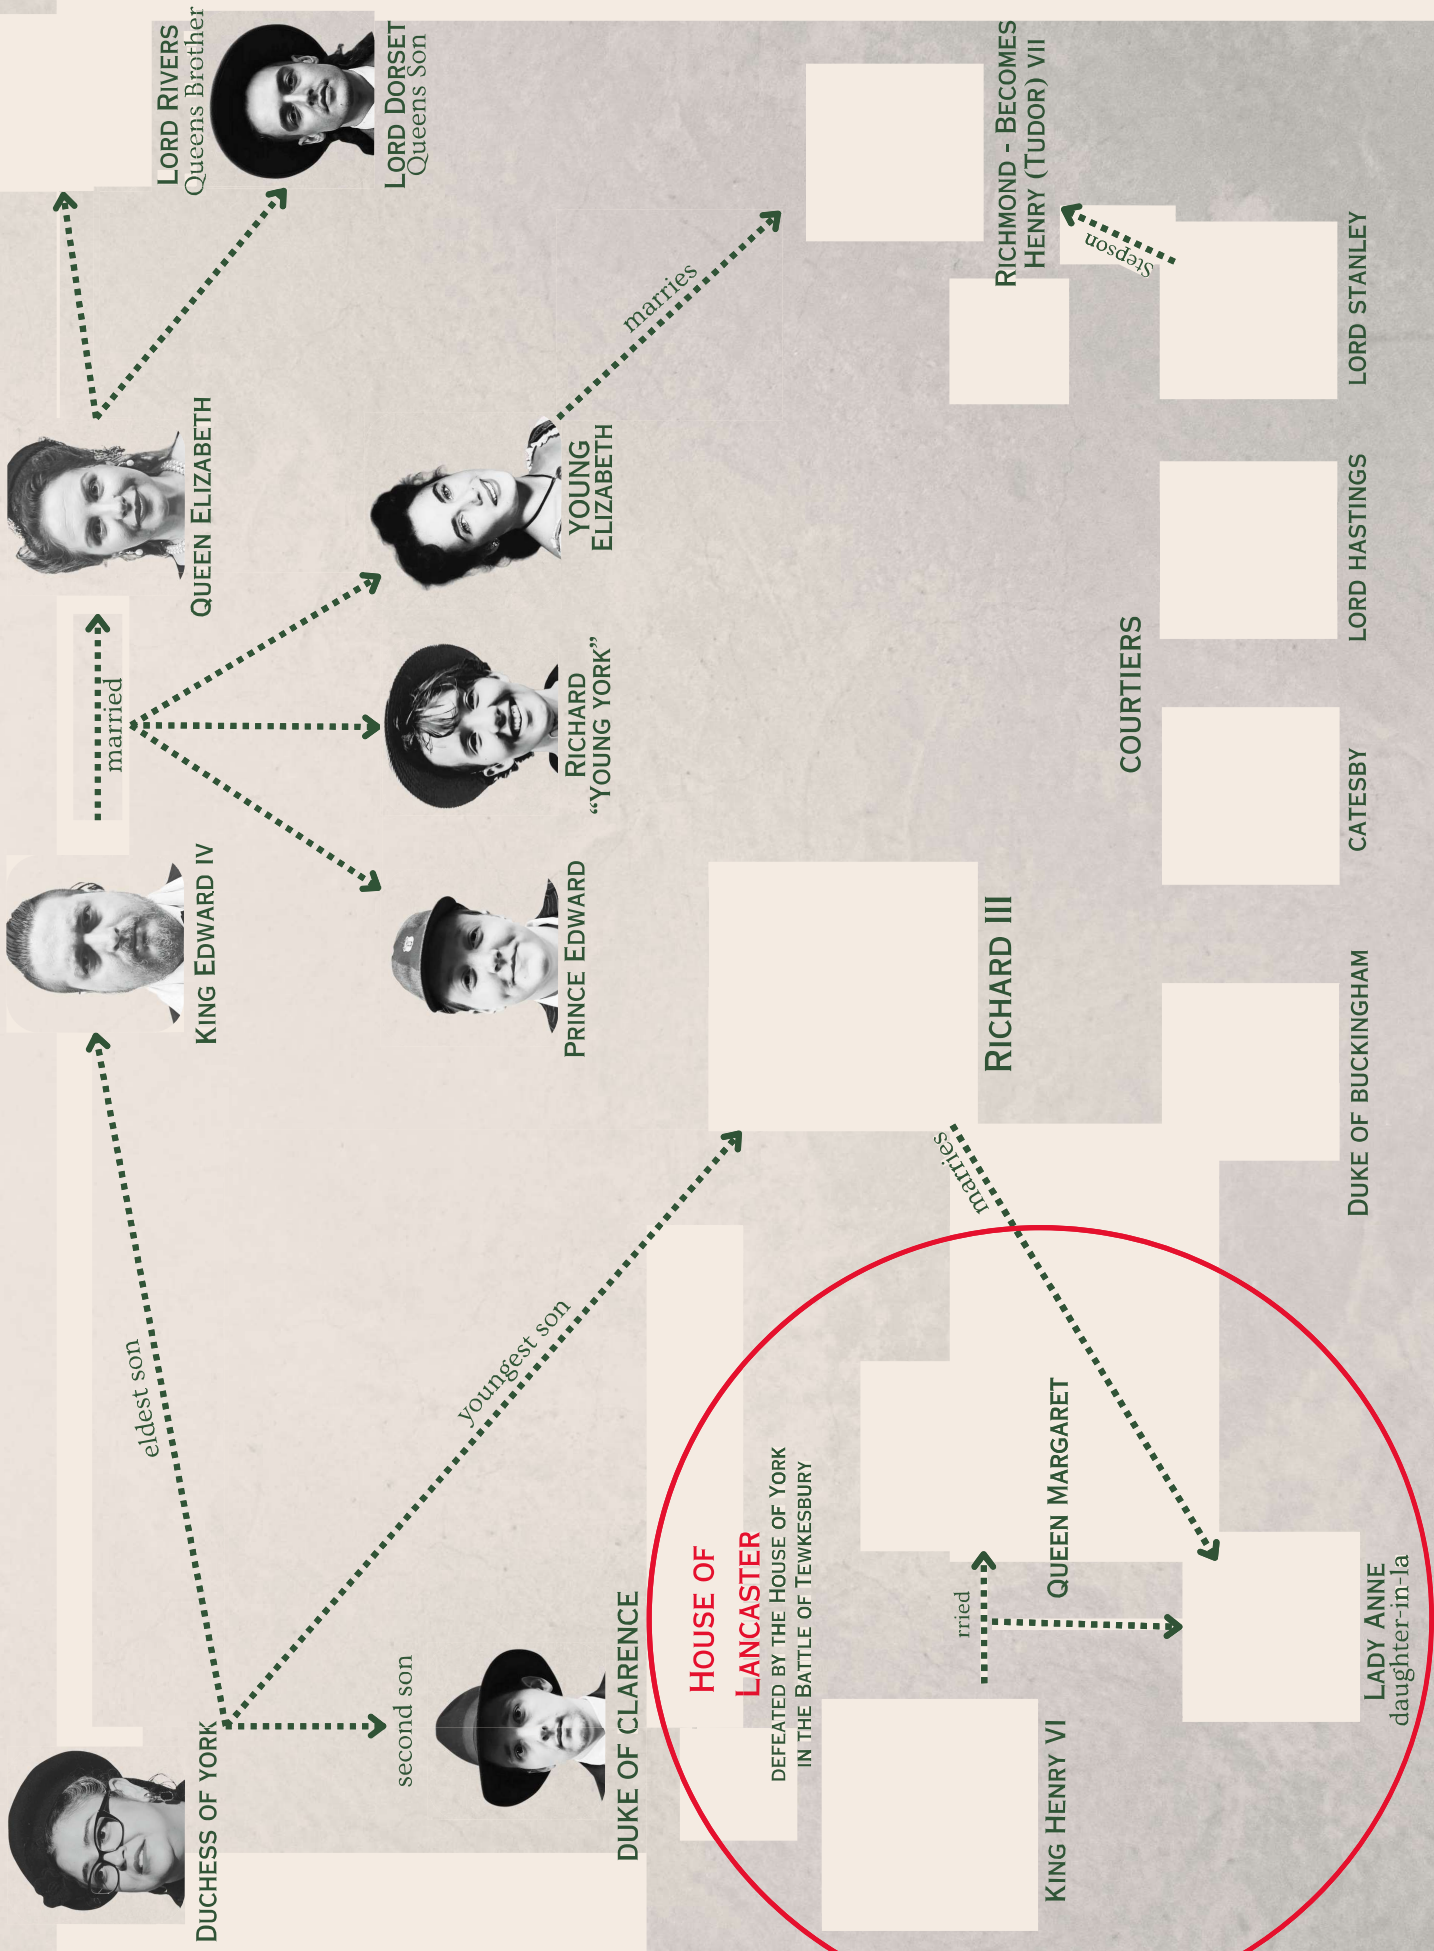 DUCHESS OF YORK
eldest son
KING EDWARD IV
married
QUEEN ELIZABETH
LORD RIVERS
Queens Brother
LORD DORSET
Queens Son
second son
DUKE OF CLARENCE
youngest son
PRINCE EDWARD
RICHARD
“YOUNG YORK”
YOUNG
ELIZABETH
marries
HOUSE OF
LANCASTER
DEFEATED BY THE HOUSE OF YORK
IN THE BATTLE OF TEWKESBURY
RICHARD III
marries
RICHMOND - BECOMES
HENRY (TUDOR) VII
Stepson
rried
KING HENRY VI
QUEEN MARGARET
COURTIERS
LADY ANNE
daughter-in-la
DUKE OF BUCKINGHAM
CATESBY
LORD HASTINGS
LORD STANLEY